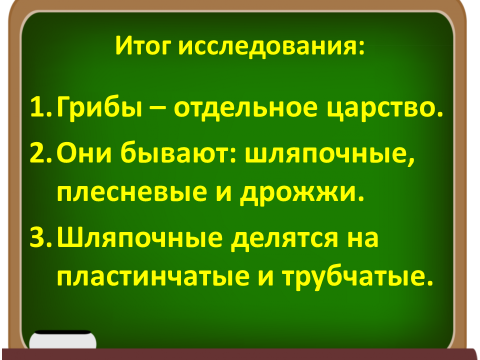 Итог исследования:
1. Грибы – отдельное царство.
2. Они бывают: шляпочные,
плесневые и дрожжи.
3. Шляпочные делятся на
пластинчатые и трубчатые.